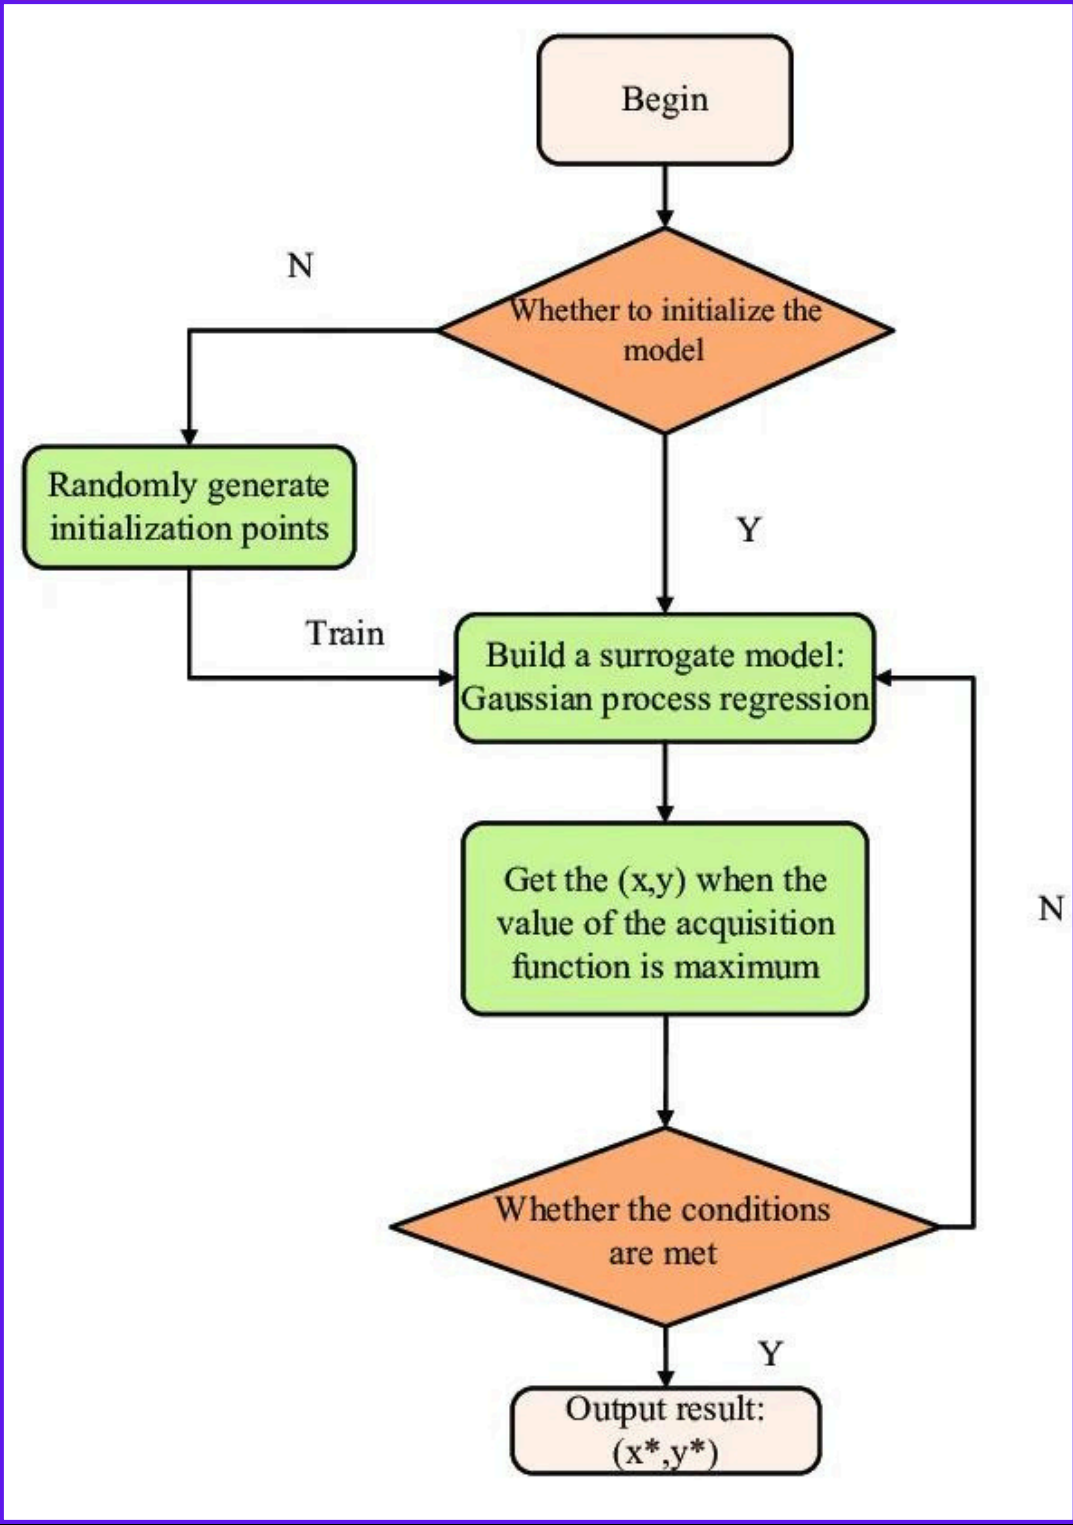 Begin
N
Whether to initialize the
model
Randomly generate
initialization points
Y
Train
Build a surrogate model:
Gaussian process regression
Get the (x,y) when the
value of the acquisition
function is maximum
N
Whether the conditions
are met
Y
Output result:
(x*,y*)